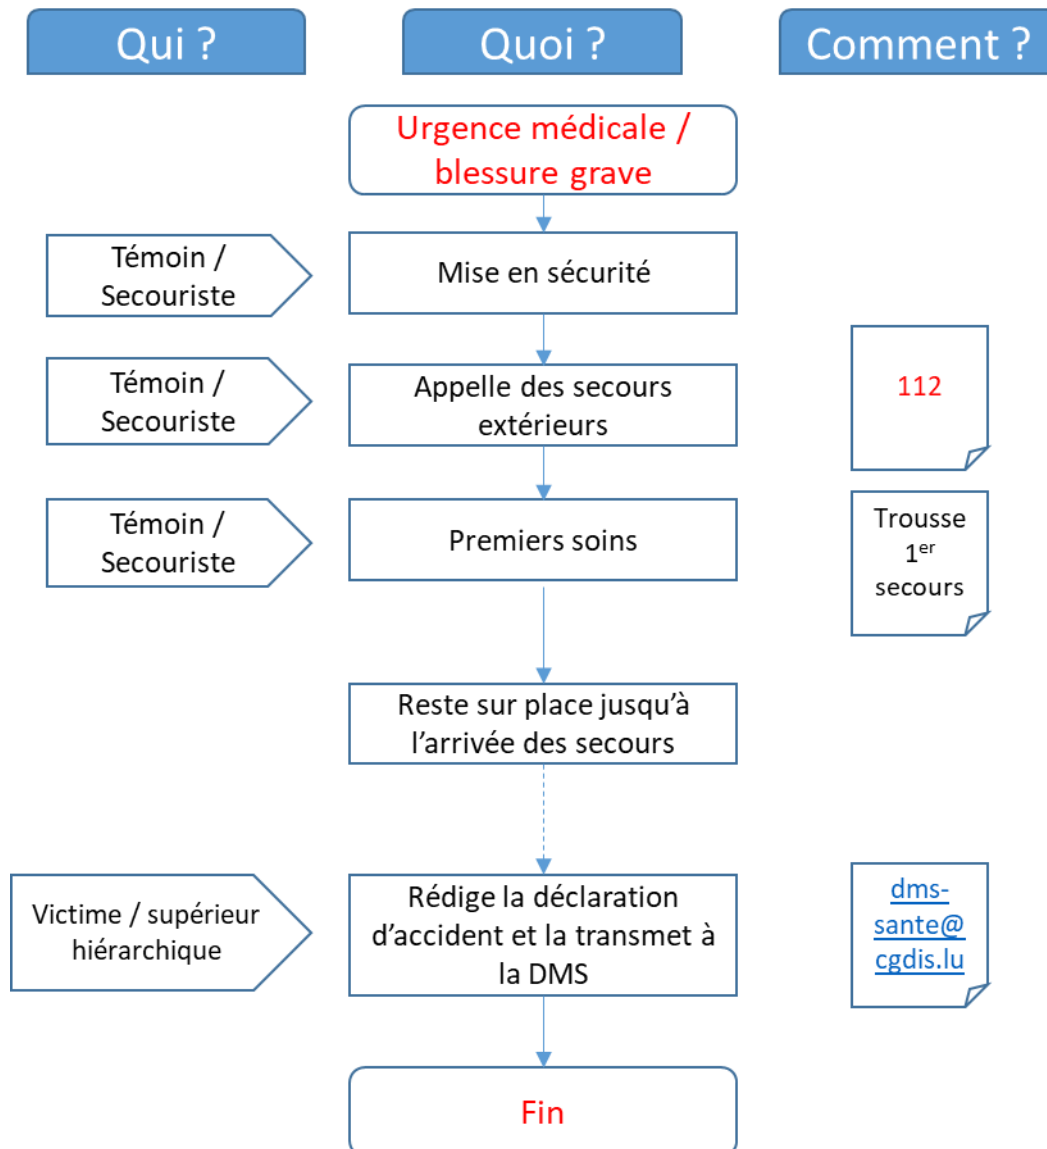 Qui ?
Quoi ?
Comment ?
Urgence médicale /
blessure grave
Témoin /
Secouriste
Mise en sécurité
Témoin /
Secouriste
Appelle des secours
extérieurs
112
Témoin /
Secouriste
Premiers soins
Trousse
1er
secours
Reste sur place jusqu’à
l’arrivée des secours
Victime / supérieur
hiérarchique
Rédige la déclaration
d’accident et la transmet à
la DMS
dms-
sante@
cgdis.lu
Fin